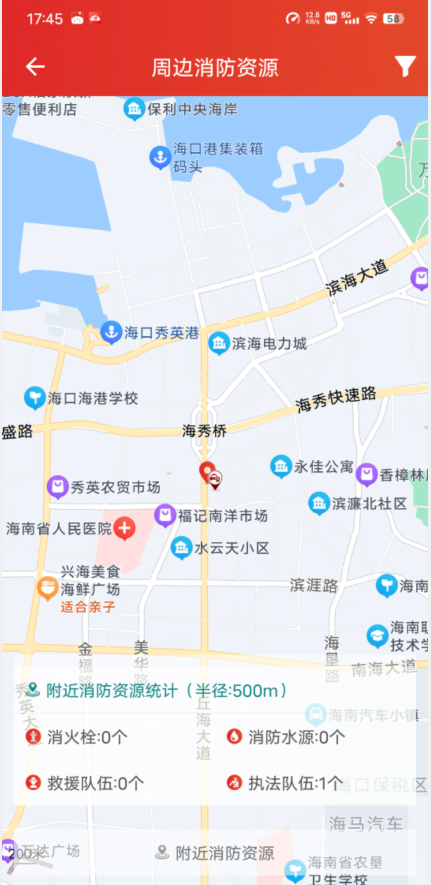 17:45
12.8
KB/s
HD
5G
58
周边消防资源
零售便利店
保利中央海岸
海口港集装箱
码头
万
滨海大道
海口秀英港
滨海电力城
海口海港学校
海秀快速路
盛路
海秀桥
永佳公寓
香樟林
秀英农贸市场
滨濂北社区
福记南洋市场
海南省人民医院
水云天小区
兴海美食
海鲜广场
适合亲子
滨涯路
海南
海南职
技术学
金福路
美华路
海垦路
南海大道
秀英大道
丘海大道
附近消防资源统计（半径:500m）
海南汽车小镇
消火栓:0个
消防水源:0个
救援队伍:0个
执法队伍:1个
海口保税区
海马汽车
万达广场
200米
附近消防资源
海南省农垦
卫生学校